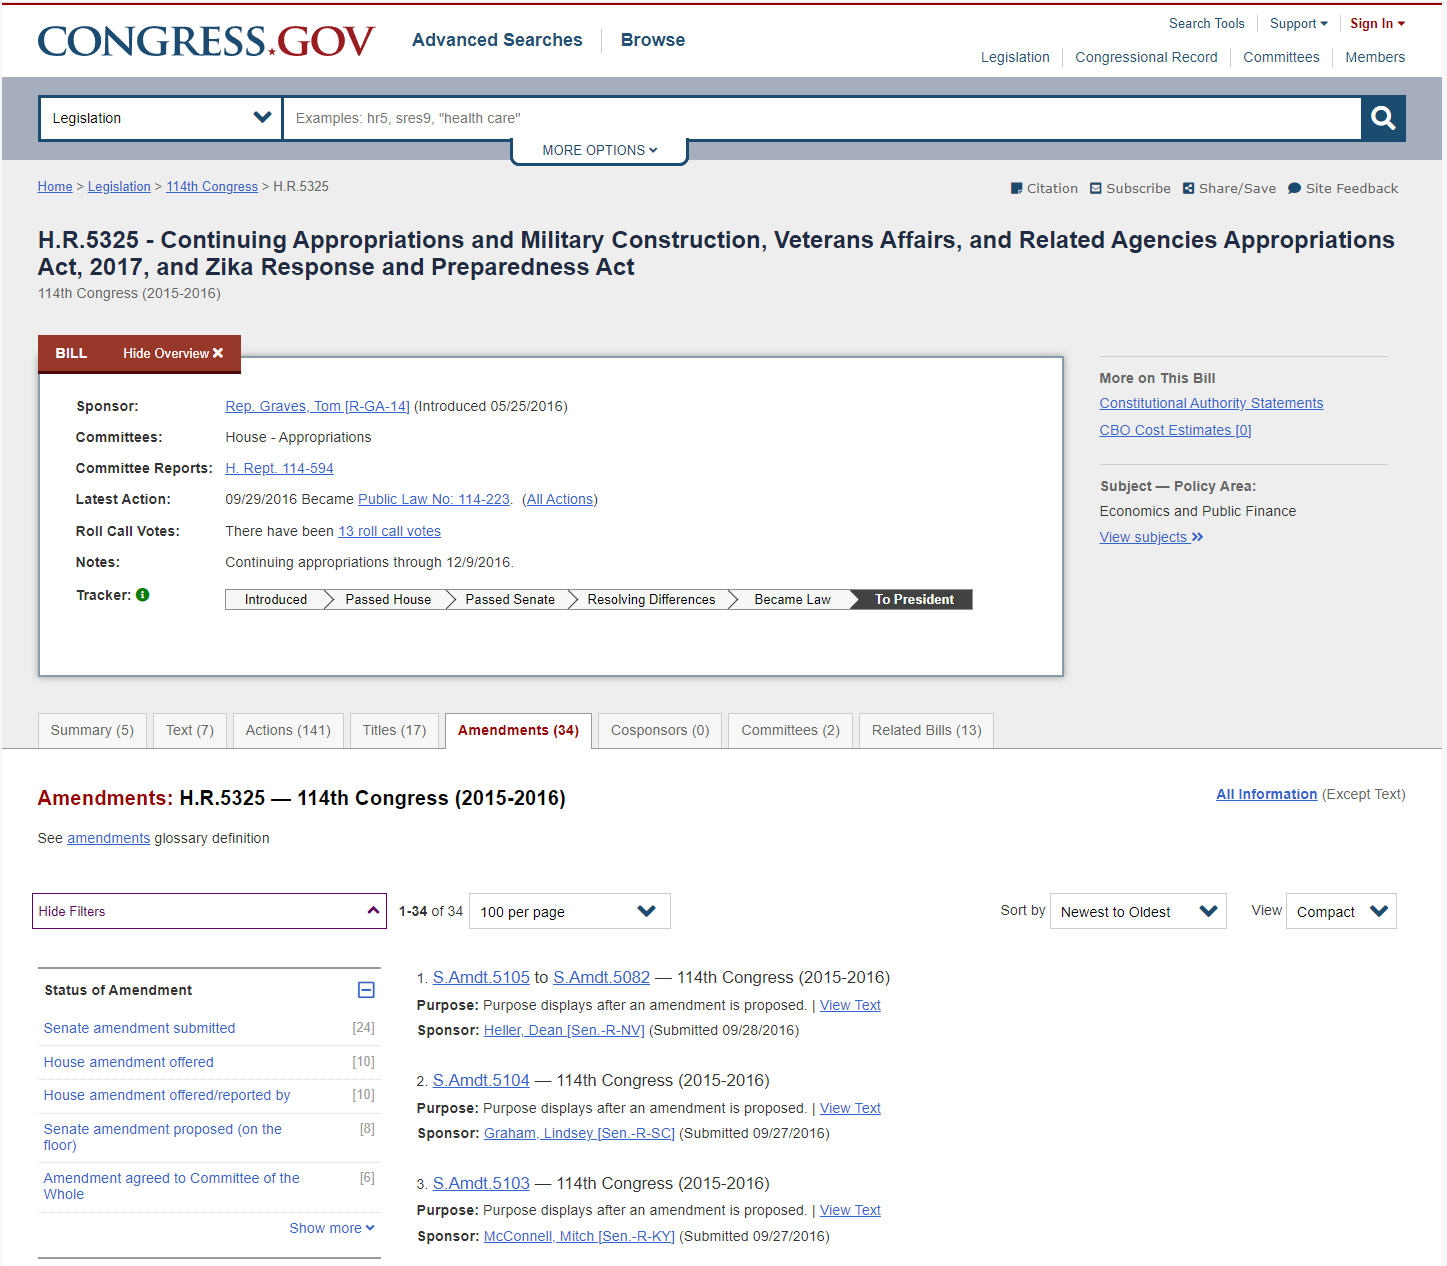 CONGRESS.GOV
Advanced Searches
Browse
Search Tools
Support
Sign In
Legislation
Congressional Record
Committees
Members
Legislation
Examples: hr5, sres9, "health care"
MORE OPTIONS
Home > Legislation > 114th Congress > H.R.5325
Citation
Subscribe
Share/Save
Site Feedback
H.R.5325 - Continuing Appropriations and Military Construction, Veterans Affairs, and Related Agencies Appropriations
Act, 2017, and Zika Response and Preparedness Act
114th Congress (2015-2016)
BILL
Hide Overview
Sponsor: Rep. Graves, Tom [R-GA-14] (Introduced 05/25/2016)
Committees: House - Appropriations
Committee Reports: H. Rept. 114-594
Latest Action: 09/29/2016 Became Public Law No: 114-223. (All Actions)
Roll Call Votes: There have been 13 roll call votes
Notes: Continuing appropriations through 12/9/2016.
Tracker:
Introduced
Passed House
Passed Senate
Resolving Differences
Became Law
To President
More on This Bill
Constitutional Authority Statements
CBO Cost Estimates [0]
Subject — Policy Area:
Economics and Public Finance
View subjects
Summary (5)
Text (7)
Actions (141)
Titles (17)
Amendments (34)
Cosponsors (0)
Committees (2)
Related Bills (13)
Amendments: H.R.5325 — 114th Congress (2015-2016)
All Information (Except Text)
See amendments glossary definition
Hide Filters
1-34 of 34
100 per page
Sort by
Newest to Oldest
View
Compact
Status of Amendment
Senate amendment submitted [24]
House amendment offered [10]
House amendment offered/reported by [10]
Senate amendment proposed (on the [8]
floor)
Amendment agreed to Committee of the [6]
Whole
Show more
1. S.Amdt.5105 to S.Amdt.5082 — 114th Congress (2015-2016)
Purpose: Purpose displays after an amendment is proposed. | View Text
Sponsor: Heller, Dean [Sen.-R-NV] (Submitted 09/28/2016)
2. S.Amdt.5104 — 114th Congress (2015-2016)
Purpose: Purpose displays after an amendment is proposed. | View Text
Sponsor: Graham, Lindsey [Sen.-R-SC] (Submitted 09/27/2016)
3. S.Amdt.5103 — 114th Congress (2015-2016)
Purpose: Purpose displays after an amendment is proposed. | View Text
Sponsor: McConnell, Mitch [Sen.-R-KY] (Submitted 09/27/2016)